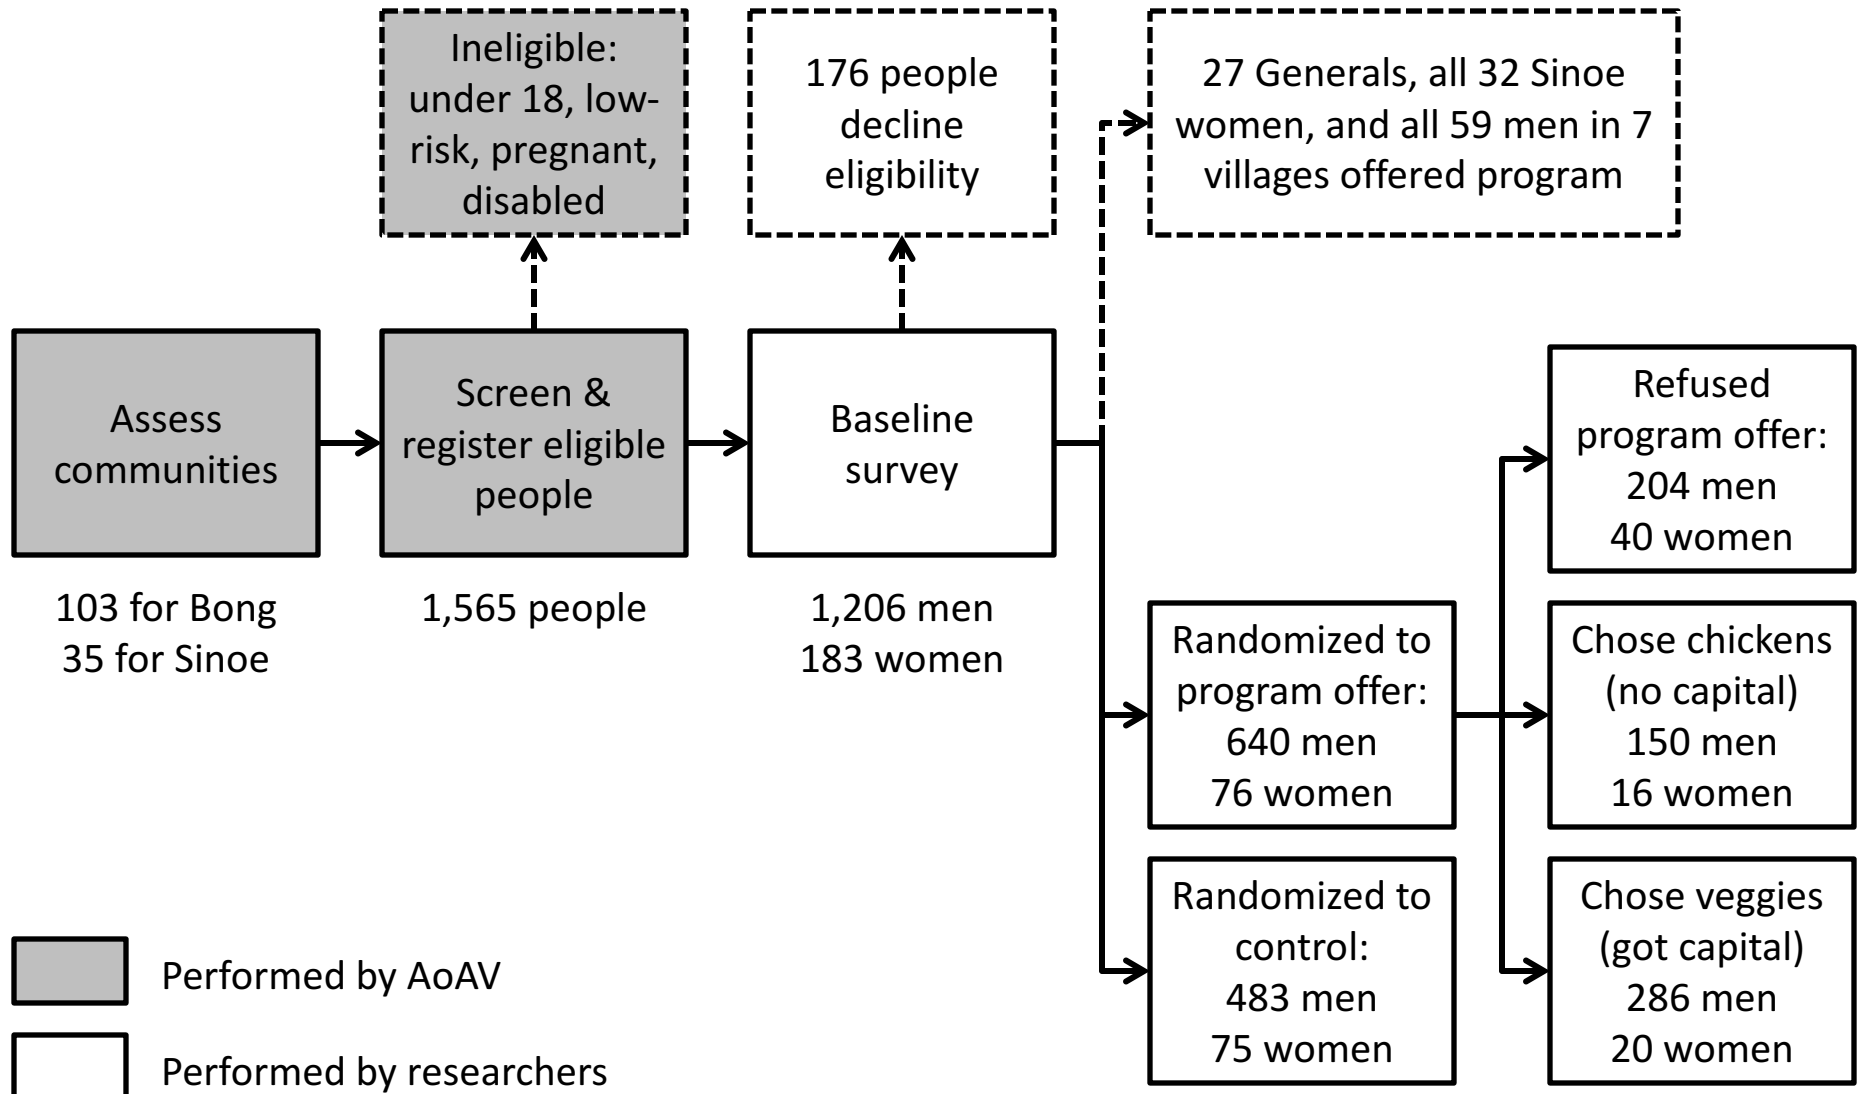 Ineligible:
under 18, low-
risk, pregnant,
disabled
176 people
decline
eligibility
27 Generals, all 32 Sinoe
women, and all 59 men in 7
villages offered program
Assess
communities
103 for Bong
35 for Sinoe
Screen &
register eligible
people
1,565 people
Baseline
survey
1,206 men
183 women
Randomized to
program offer:
640 men
76 women
Randomized to
control:
483 men
75 women
Refused
program offer:
204 men
40 women
Chose chickens
(no capital)
150 men
16 women
Chose veggies
(got capital)
286 men
20 women
Performed by AoAV
Performed by researchers